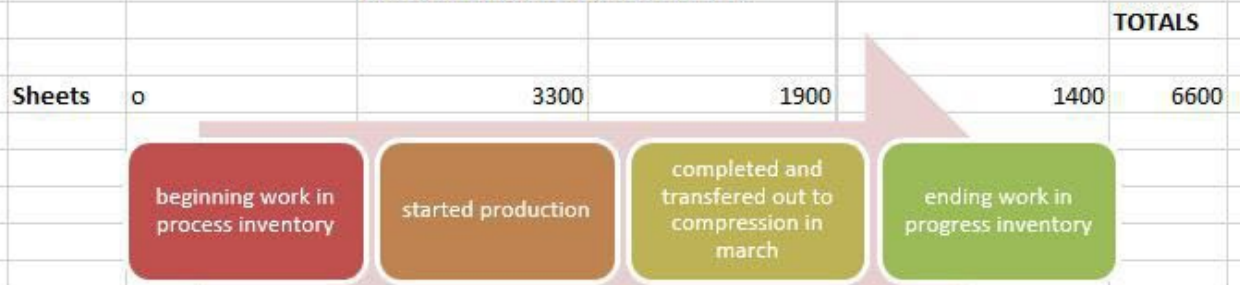 TOTALS
Sheets o 3300 1900 1400 6600
beginning work in
process inventory
started production
completed and
transfered out to
compression in
march
ending work in
progress inventory